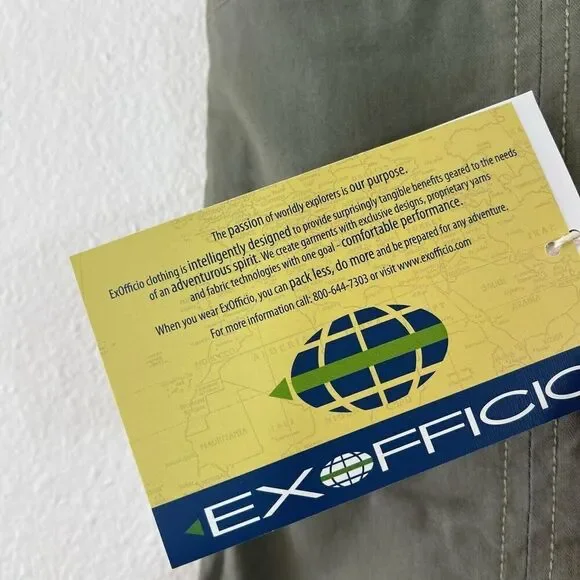 The passion of worldly explorers is our purpose.
ExOfficio clothing is intelligently designed to provide surprisingly tangible benefits geared to the needs
of an adventurous spirit. We create garments with exclusive designs, proprietary yarns
and fabric technologies with one goal – comfortable performance.
When you wear ExOfficio, you can pack less, do more and be prepared for any adventure.
For more information call: 800-644-7303 or visit www.exofficio.com
ALGERIA
MAURITANIA
EXOFFICIO